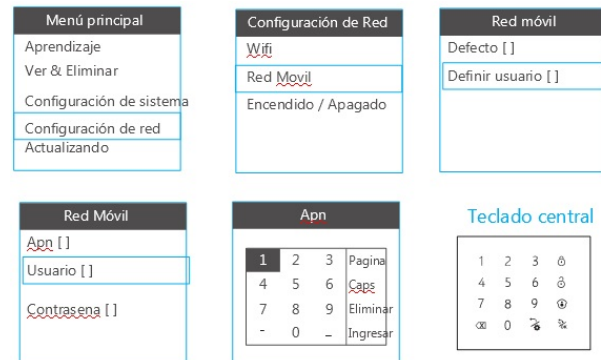 Menú principal
Aprendizaje
Ver & Eliminar
Configuración de sistema
Configuración de red
Actualizando
Configuración de Red
Wifi
Red Movil
Encendido / Apagado
Red móvil
Defecto [ ]
Definir usuario [ ]
Red Móvil
Apn [ ]
Usuario [ ]
Contrasena [ ]
Apn
1 2 3 Pagina
4 5 6 Caps
7 8 9 Eliminar
- 0 _ Ingresar
Teclado central
1 2 3
4 5 6
7 8 9
0